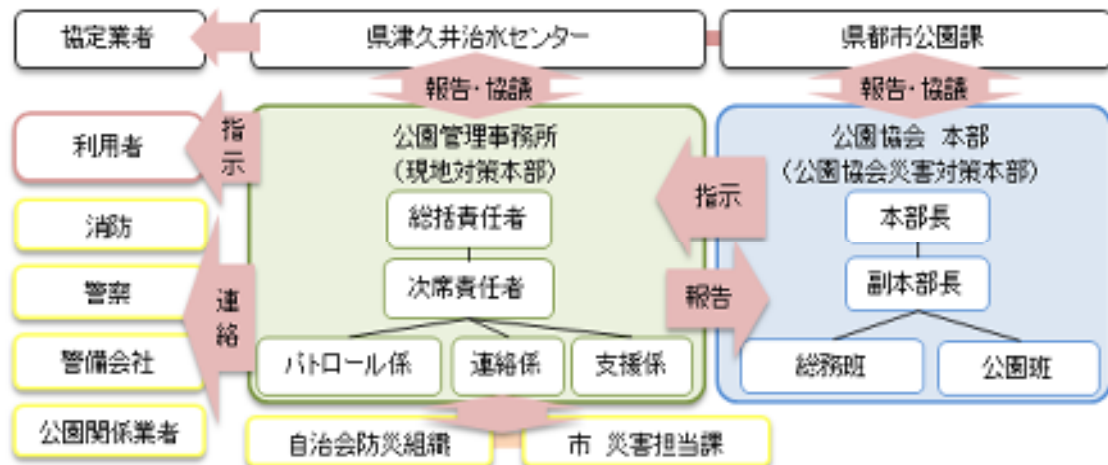 協定業者
県津久井治水センター
県都市公園課
報告・協議
報告・協議
利用者
指示
公園管理事務所
（現地対策本部）
公園協会 本部
（公園協会災害対策本部）
総括責任者
指示
本部長
消防
次席責任者
副本部長
警察
連絡
報告
警備会社
パトロール係
連絡係
支援係
総務班
公園班
公園関係業者
自治会防災組織
市 災害担当課